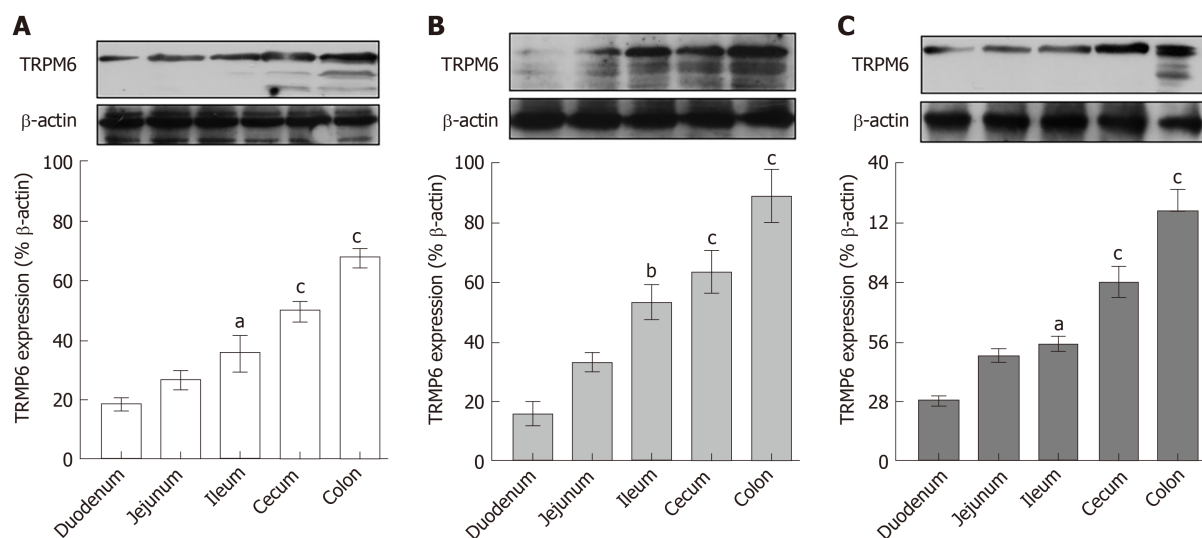 A
TRPM6
β-actin
TRMP6 expression (% β-actin)
100
80
60
40
20
0
a
c
c
Duodenum
Jejunum
Ileum
Cecum
Colon
B
TRPM6
β-actin
TRMP6 expression (% β-actin)
100
80
60
40
20
0
b
c
c
Duodenum
Jejunum
Ileum
Cecum
Colon
C
TRPM6
β-actin
TRMP6 expression (% β-actin)
40
12
84
56
28
0
a
c
c
Duodenum
Jejunum
Ileum
Cecum
Colon